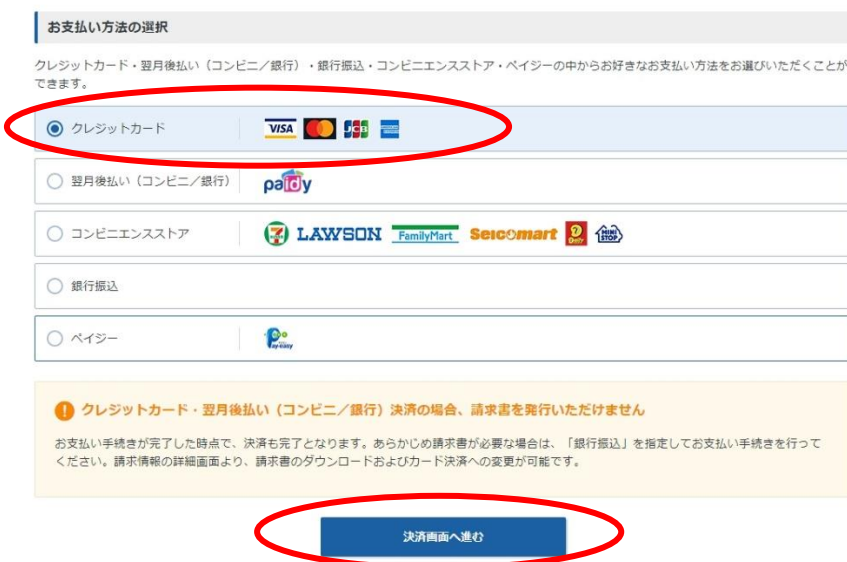 お支払い方法の選択
クレジットカード・翌月後払い（コンビニ／銀行）・銀行振込・コンビニエンスストア・ペイジーの中からお好きなお支払い方法をお選びいただくことが
できます。
クレジットカード VISA JCB
翌月後払い（コンビニ／銀行） paidy
コンビニエンスストア LAWSON FamilyMart Seicomart MINI STOP
銀行振込
ペイジー Pay-easy
クレジットカード・翌月後払い（コンビニ／銀行）決済の場合、請求書を発行いただけません
お支払い手続きが完了した時点で、決済も完了となります。あらかじめ請求書が必要な場合は、「銀行振込」を指定してお支払い手続きを行って
ください。請求情報の詳細画面より、請求書のダウンロードおよびカード決済への変更が可能です。
決済画面へ進む